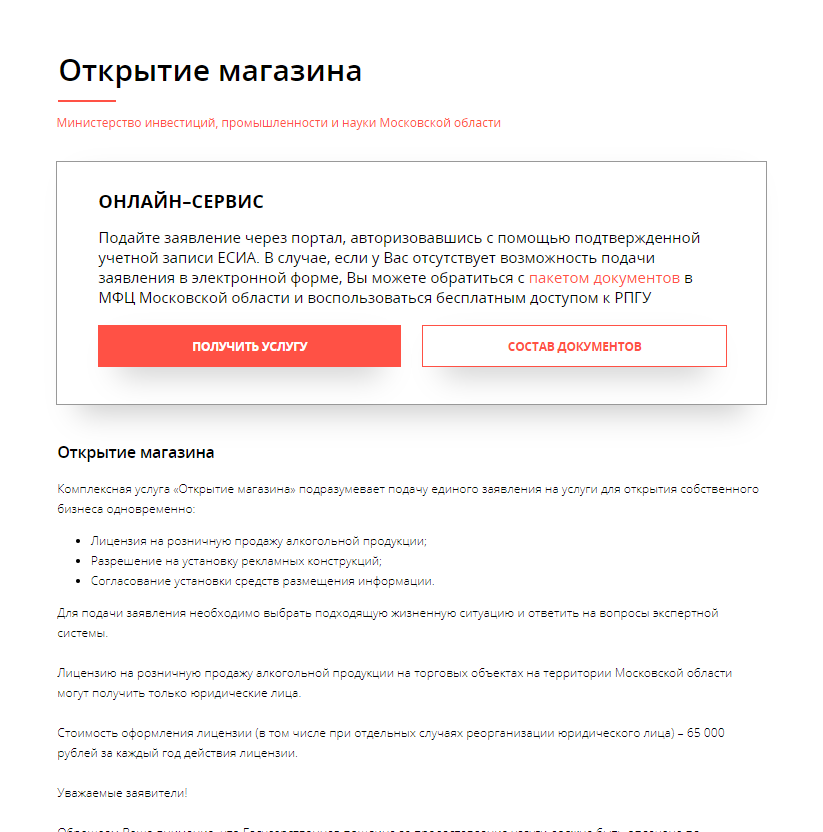 Открытие магазина
Министерство инвестиций, промышленности и науки Московской области
ОНЛАЙН–СЕРВИС
Подайте заявление через портал, авторизовавшись с помощью подтвержденной
учетной записи ЕСИА. В случае, если у Вас отсутствует возможность подачи
заявления в электронной форме, Вы можете обратиться с пакетом документов в
МФЦ Московской области и воспользоваться бесплатным доступом к РПГУ
ПОЛУЧИТЬ УСЛУГУ
СОСТАВ ДОКУМЕНТОВ
Открытие магазина
Комплексная услуга «Открытие магазина» подразумевает подачу единого заявления на услуги для открытия собственного
бизнеса одновременно:
• Лицензия на розничную продажу алкогольной продукции;
• Разрешение на установку рекламных конструкций;
• Согласование установки средств размещения информации.
Для подачи заявления необходимо выбрать подходящую жизненную ситуацию и ответить на вопросы экспертной
системы.
Лицензию на розничную продажу алкогольной продукции на торговых объектах на территории Московской области
могут получить только юридические лица.
Стоимость оформления лицензии (в том числе при отдельных случаях реорганизации юридического лица) – 65 000
рублей за каждый год действия лицензии.
Уважаемые заявители!